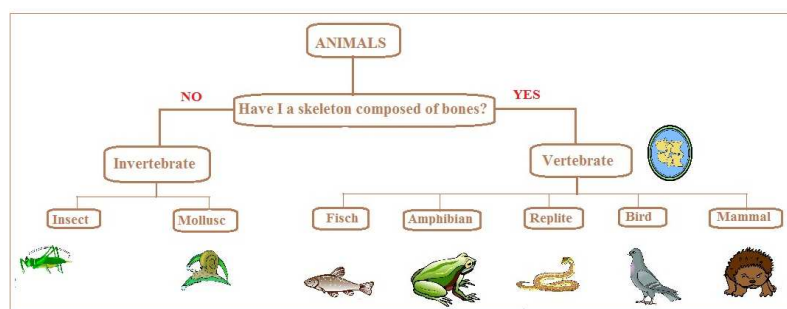 ANIMALS
NO
YES
Have I a skeleton composed of bones?
Invertebrate
Vertebrate
Insect
Mollusc
Fisch
Amphibian
Replite
Bird
Mammal